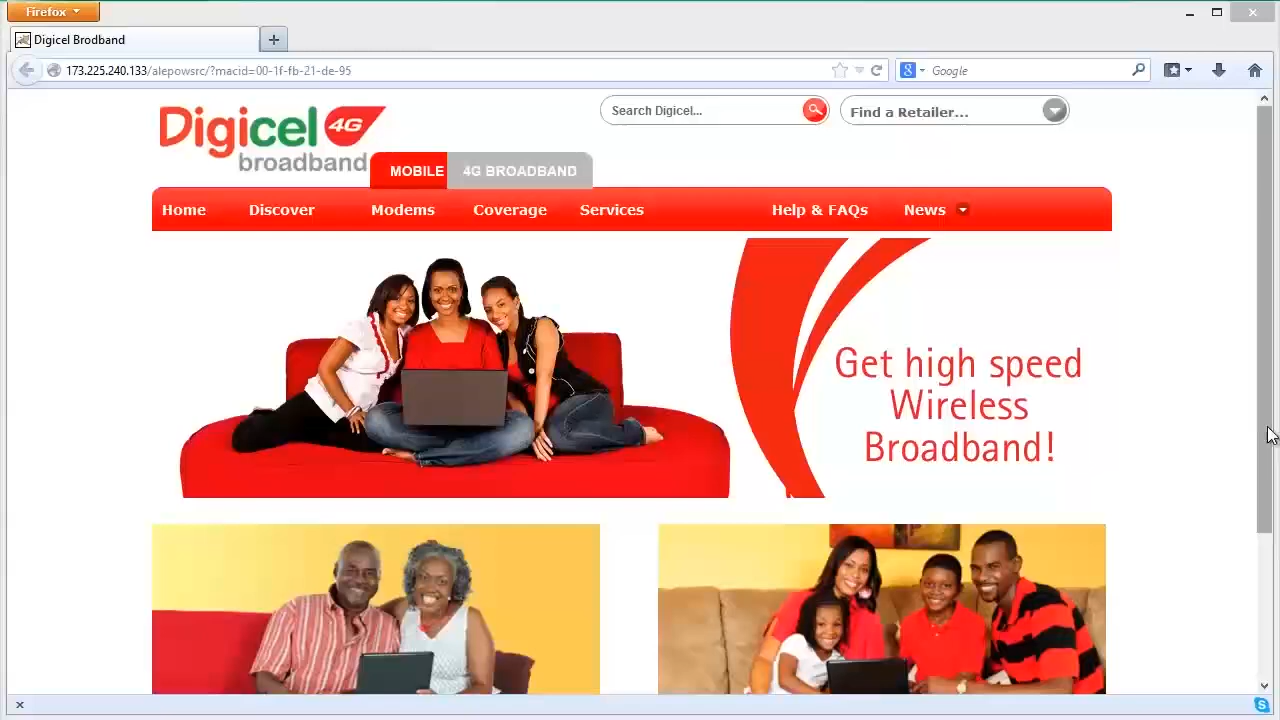 Firefox
Digicel Brodband
173.225.240.133/alepowsrc/?macid=00-1f-fb-21-de-95
Google
Digicel 4G
broadband
Search Digicel...
Find a Retailer...
MOBILE
4G BROADBAND
Home Discover Modems Coverage Services Help & FAQs News
Get high speed
Wireless
Broadband!